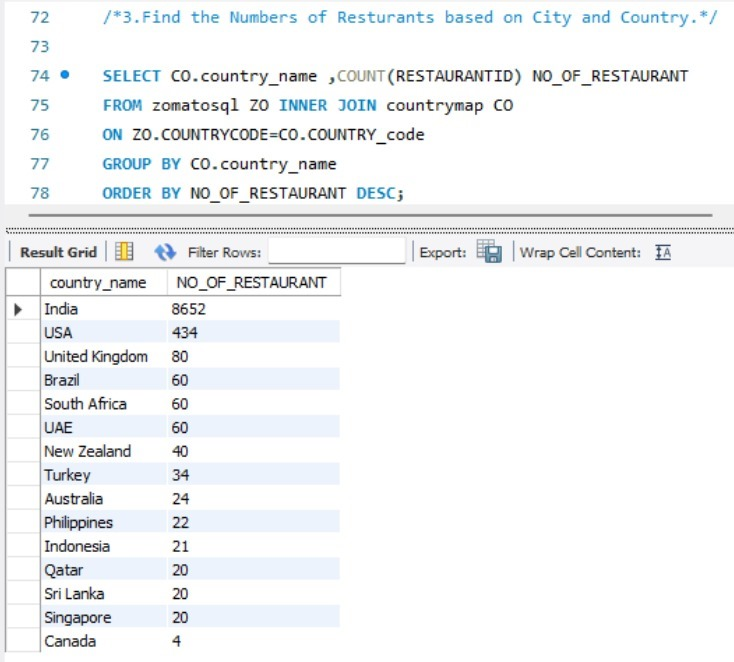 72 /*3.Find the Numbers of Resturants based on City and Country.*/
73
74 SELECT CO.country_name ,COUNT(RESTAURANTID) NO_OF_RESTAURANT
75 FROM zomatosql ZO INNER JOIN countrymap CO
76 ON ZO.COUNTRYCODE=CO.COUNTRY_code
77 GROUP BY CO.country_name
78 ORDER BY NO_OF_RESTAURANT DESC;
Result Grid Filter Rows: Export: Wrap Cell Content: IA
country_name NO_OF_RESTAURANT
India 8652
USA 434
United Kingdom 80
Brazil 60
South Africa 60
UAE 60
New Zealand 40
Turkey 34
Australia 24
Philippines 22
Indonesia 21
Qatar 20
Sri Lanka 20
Singapore 20
Canada 4